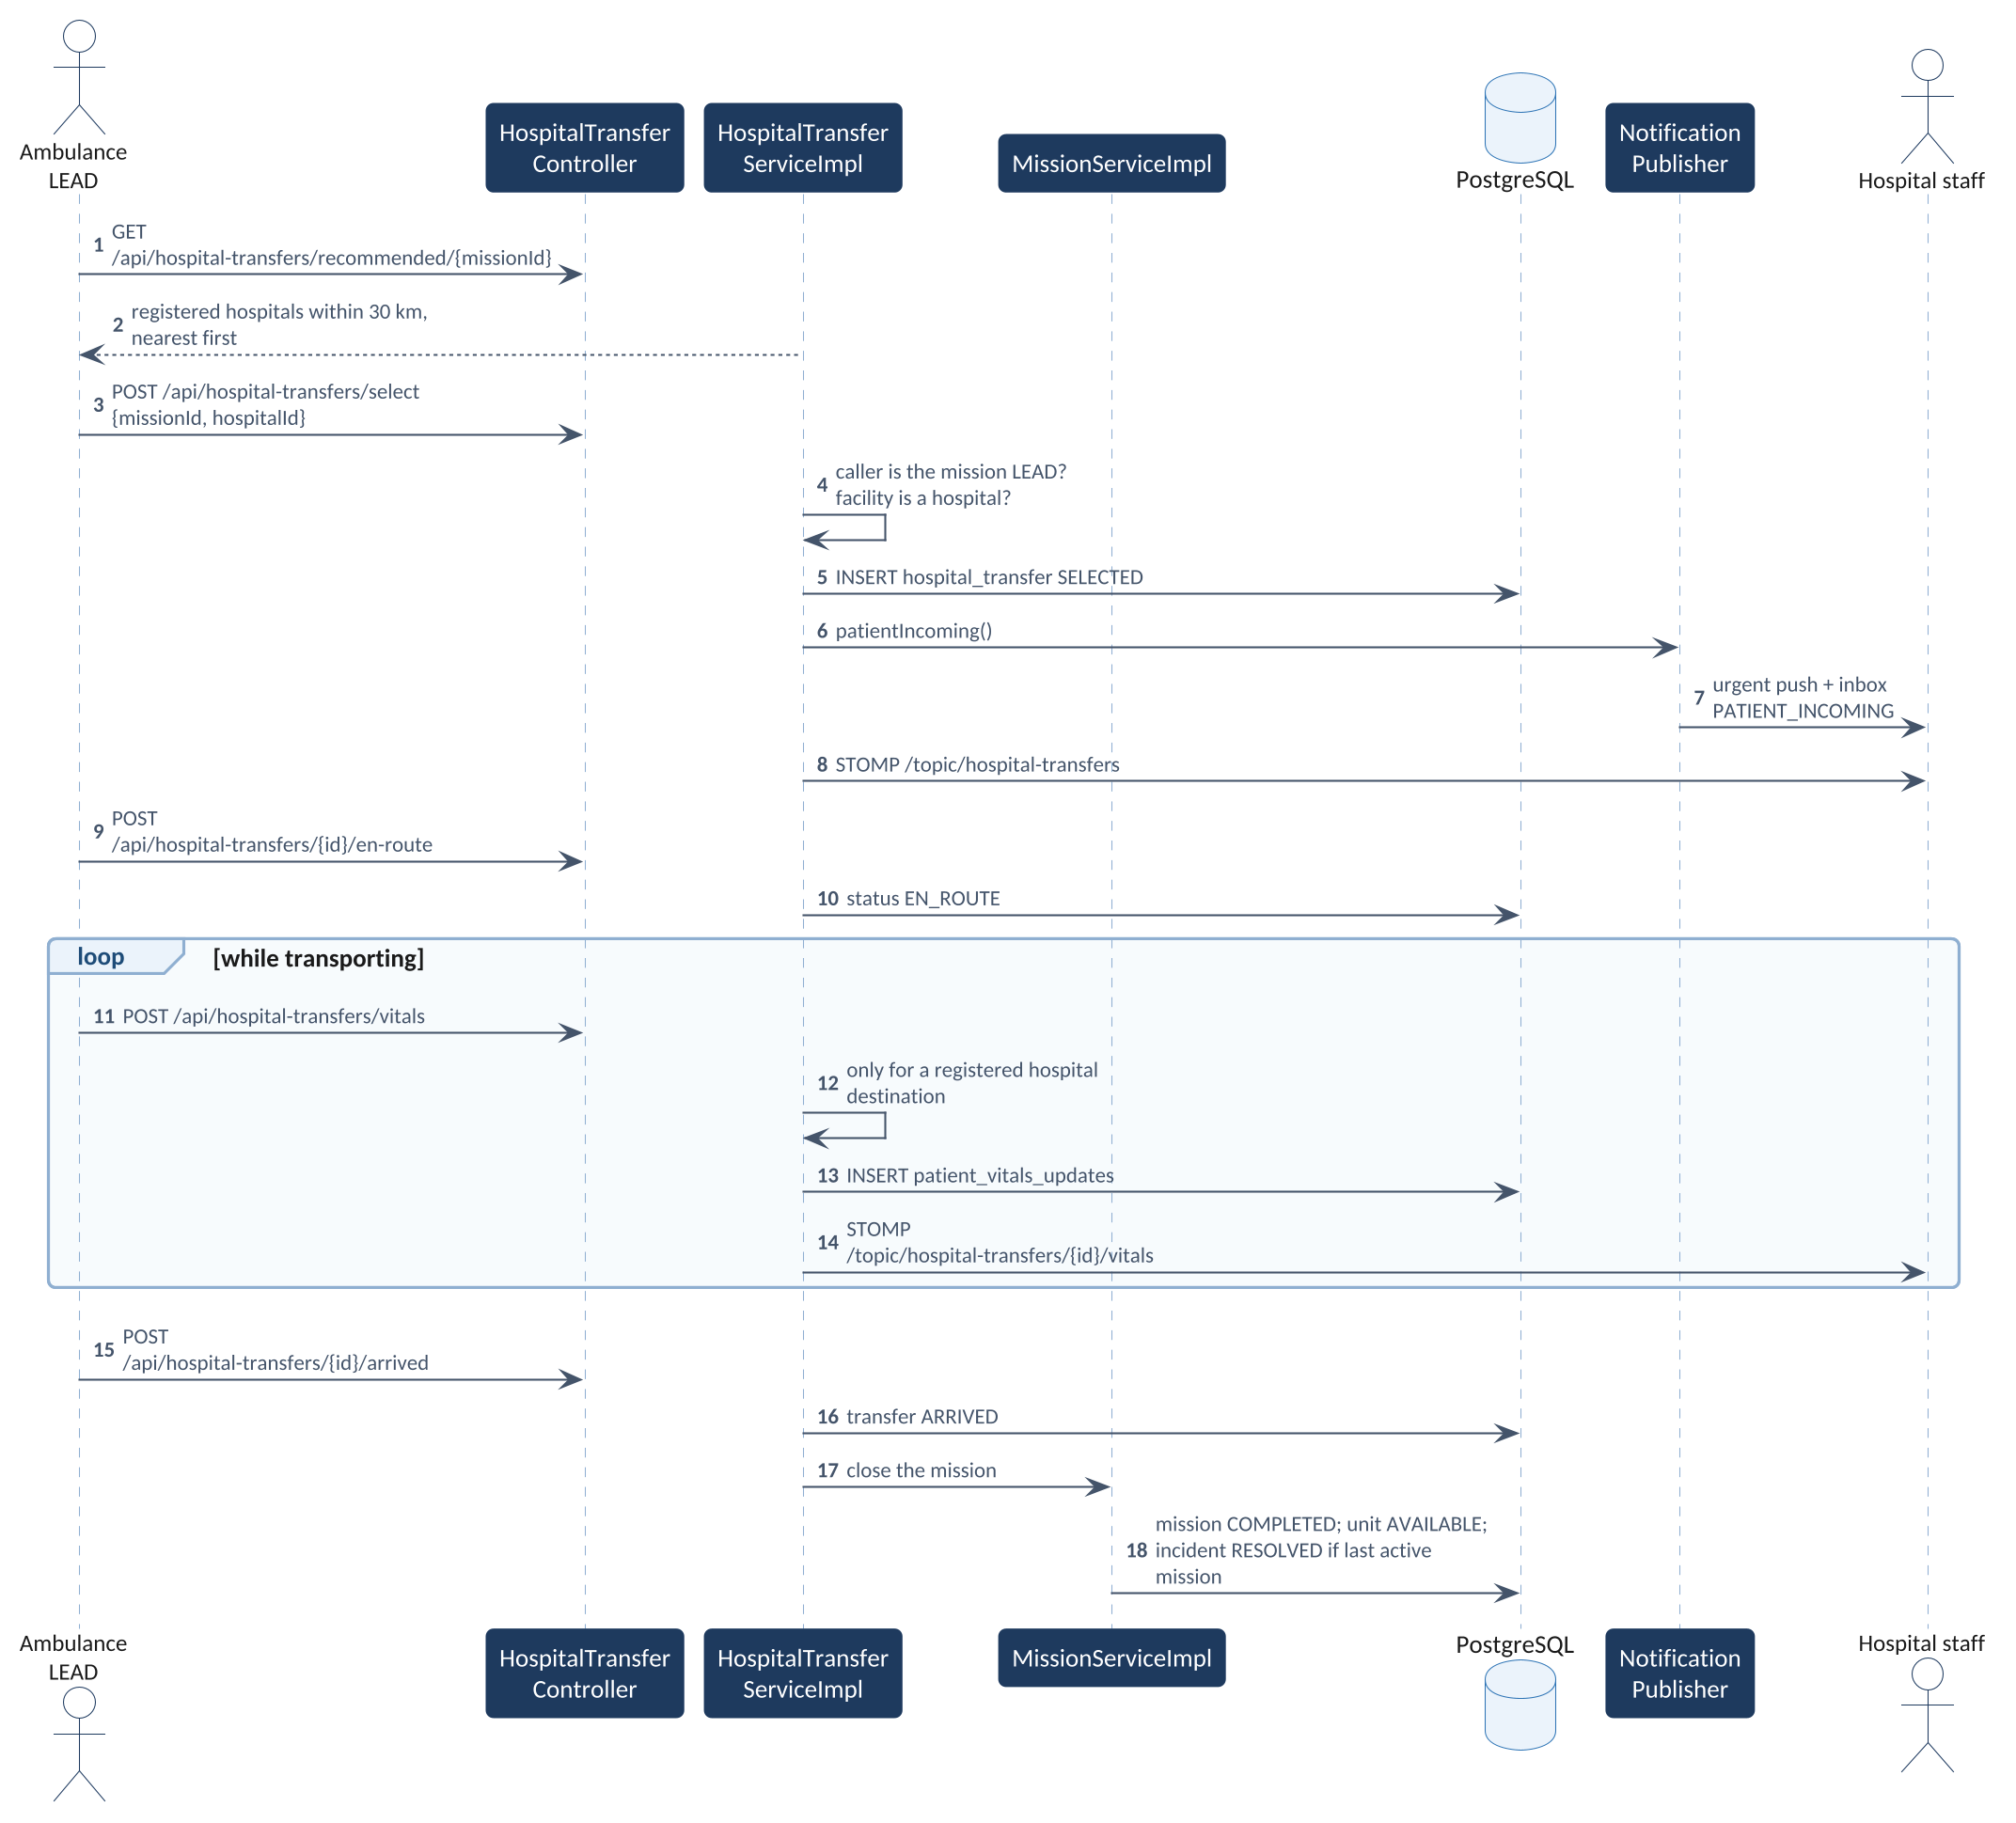 Ambulance
LEAD
HospitalTransfer
Controller
HospitalTransfer
ServiceImpl
MissionServiceImpl
PostgreSQL
Notification
Publisher
Hospital staff
1 GET
/api/hospital-transfers/recommended/{missionId}
2 registered hospitals within 30 km,
nearest first
3 POST /api/hospital-transfers/select
{missionId, hospitalId}
4 caller is the mission LEAD?
facility is a hospital?
5 INSERT hospital_transfer SELECTED
6 patientIncoming()
7 urgent push + inbox
PATIENT_INCOMING
8 STOMP /topic/hospital-transfers
9 POST
/api/hospital-transfers/{id}/en-route
10 status EN_ROUTE
loop [while transporting]
11 POST /api/hospital-transfers/vitals
12 only for a registered hospital
destination
13 INSERT patient_vitals_updates
14 STOMP
/topic/hospital-transfers/{id}/vitals
15 POST
/api/hospital-transfers/{id}/arrived
16 transfer ARRIVED
17 close the mission
18 mission COMPLETED; unit AVAILABLE;
incident RESOLVED if last active
mission
Ambulance
LEAD
HospitalTransfer
Controller
HospitalTransfer
ServiceImpl
MissionServiceImpl
PostgreSQL
Notification
Publisher
Hospital staff